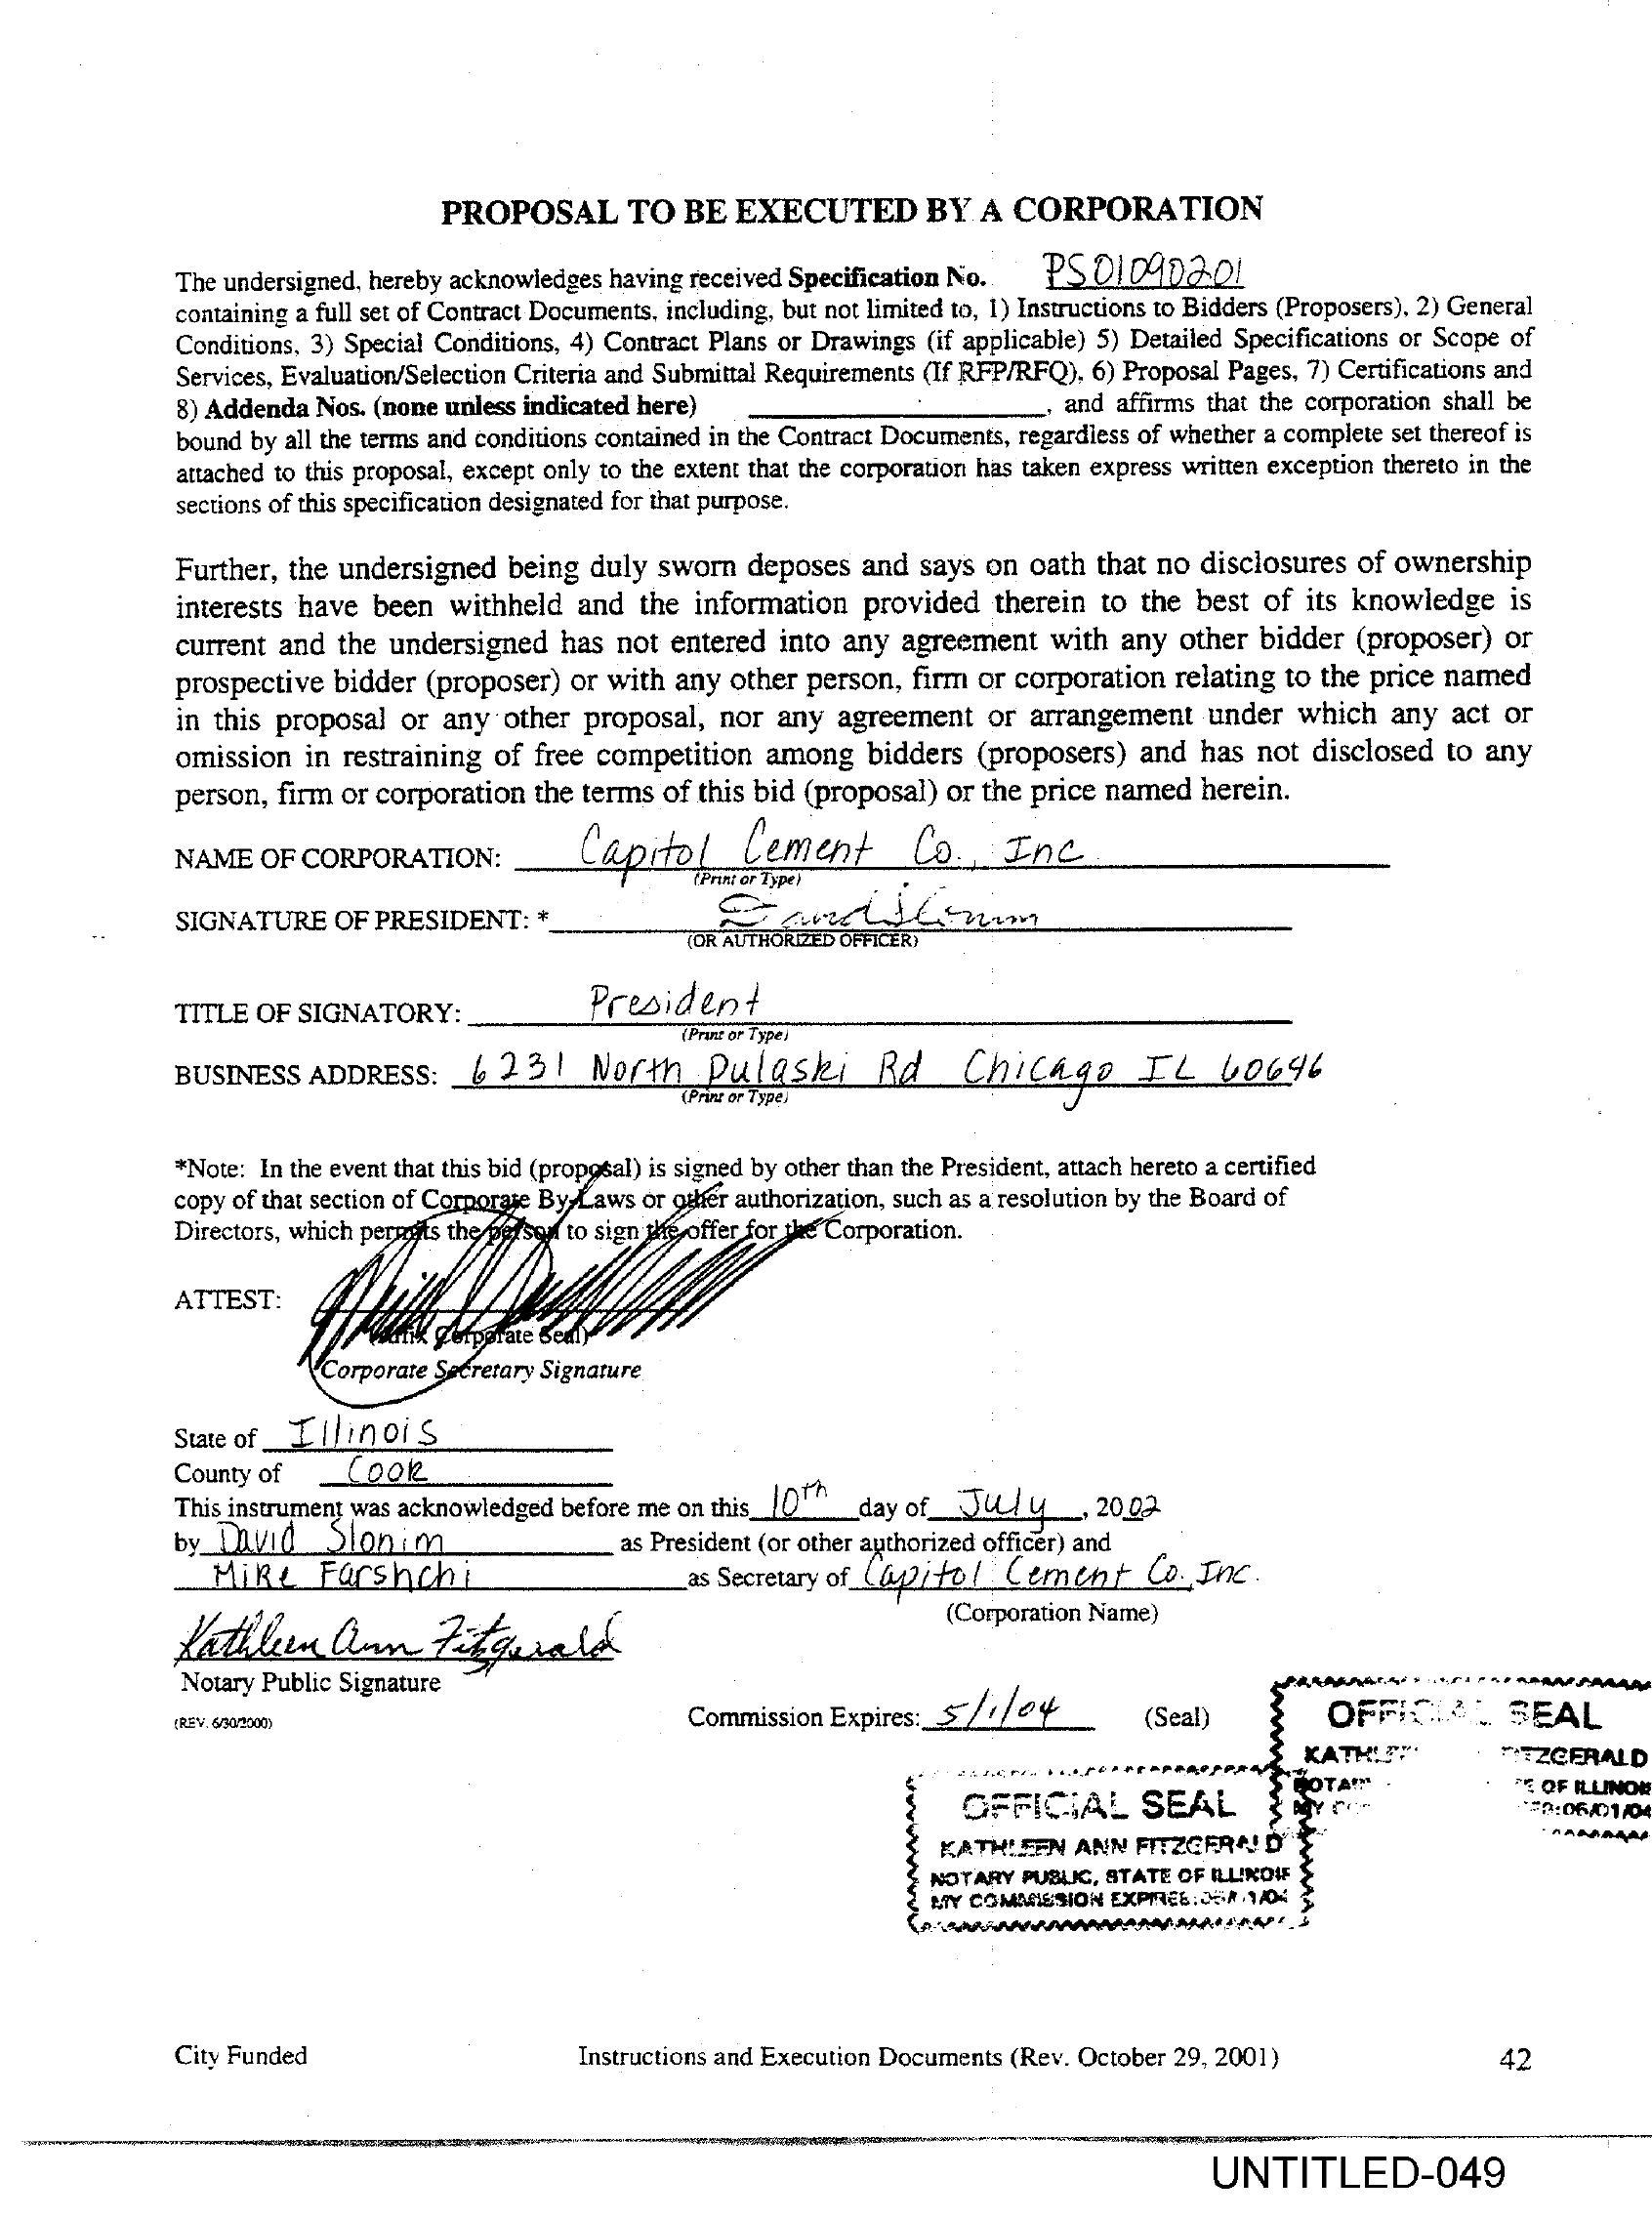 PROPOSAL TO BE EXECUTED BY A CORPORATION
The undersigned, hereby acknowledges having received Specification No. PS01090201
containing a full set of Contract Documents, including, but not limited to, 1) Instructions to Bidders (Proposers), 2) General
Conditions, 3) Special Conditions, 4) Contract Plans or Drawings (if applicable) 5) Detailed Specifications or Scope of
Services, Evaluation/Selection Criteria and Submittal Requirements (If RFP/RFQ), 6) Proposal Pages, 7) Certifications and
8) Addenda Nos. (none unless indicated here) , and affirms that the corporation shall be
bound by all the terms and conditions contained in the Contract Documents, regardless of whether a complete set thereof is
attached to this proposal, except only to the extent that the corporation has taken express written exception thereto in the
sections of this specification designated for that purpose.
Further, the undersigned being duly sworn deposes and says on oath that no disclosures of ownership
interests have been withheld and the information provided therein to the best of its knowledge is
current and the undersigned has not entered into any agreement with any other bidder (proposer) or
prospective bidder (proposer) or with any other person, firm or corporation relating to the price named
in this proposal or any other proposal, nor any agreement or arrangement under which any act or
omission in restraining of free competition among bidders (proposers) and has not disclosed to any
person, firm or corporation the terms of this bid (proposal) or the price named herein.
NAME OF CORPORATION: Capitol Cement Co., Inc
(Print or Type)
SIGNATURE OF PRESIDENT: * David Slonim
(OR AUTHORIZED OFFICER)
TITLE OF SIGNATORY: President
(Print or Type)
BUSINESS ADDRESS: 6231 North Pulaski Rd Chicago IL 60646
(Print or Type)
*Note: In the event that this bid (proposal) is signed by other than the President, attach hereto a certified
copy of that section of Corporate By-Laws or other authorization, such as a resolution by the Board of
Directors, which permits the person to sign the offer for the Corporation.
ATTEST:
(Affix Corporate Seal)
Corporate Secretary Signature
State of Illinois
County of Cook
This instrument was acknowledged before me on this 10th day of July, 2002
by David Slonim as President (or other authorized officer) and
Mike Farshchi as Secretary of Capitol Cement Co., Inc.
(Corporation Name)
Kathleen Ann Fitzgerald
Notary Public Signature
(REV. 6/30/2000)
Commission Expires: 5/1/04 (Seal)
OFFICIAL SEAL
FITZGERALD
OF ILLINOIS
OFFICIAL SEAL
KATHLEEN ANN FITZGERALD
NOTARY PUBLIC, STATE OF ILLINOIS
MY COMMISSION EXPIRES:
City Funded Instructions and Execution Documents (Rev. October 29, 2001) 42
UNTITLED-049